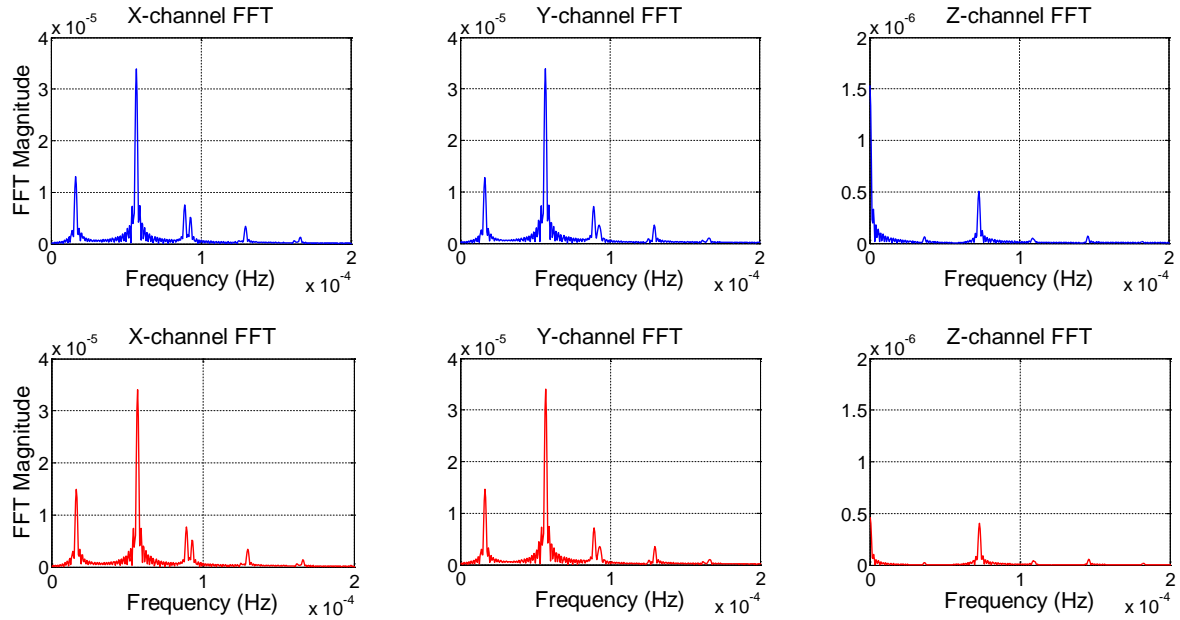 X-channel FFT
x 10-5
FFT Magnitude
4
3
2
1
0
0 1 2
Frequency (Hz)
x 10-4
Y-channel FFT
x 10-5
4
3
2
1
0
0 1 2
Frequency (Hz)
x 10-4
Z-channel FFT
x 10-6
2
1.5
1
0.5
0
0 1 2
Frequency (Hz)
x 10-4
X-channel FFT
x 10-5
FFT Magnitude
4
3
2
1
0
0 1 2
Frequency (Hz)
x 10-4
Y-channel FFT
x 10-5
4
3
2
1
0
0 1 2
Frequency (Hz)
x 10-4
Z-channel FFT
x 10-6
2
1.5
1
0.5
0
0 1 2
Frequency (Hz)
x 10-4